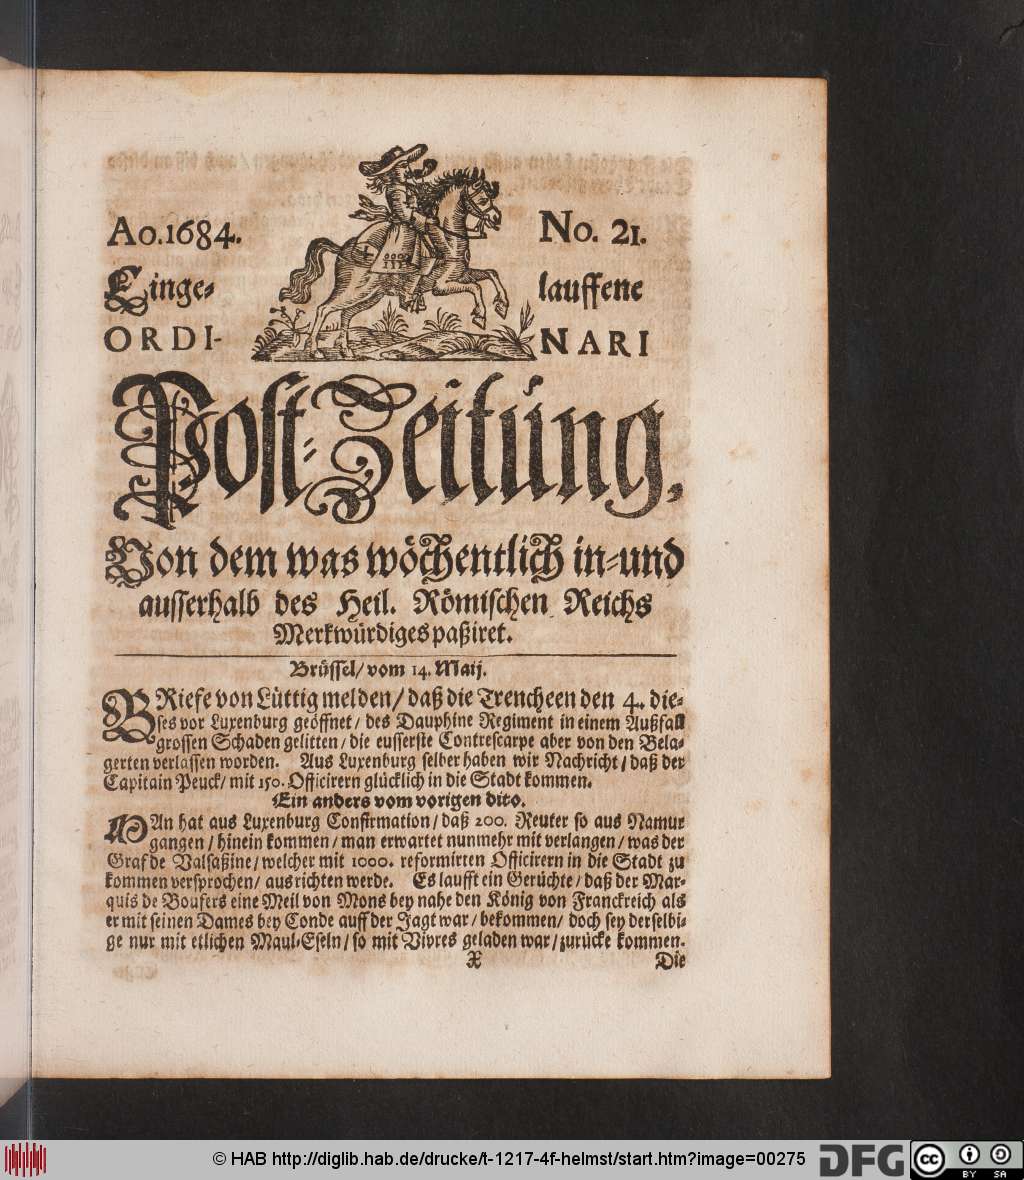 Ao. 1684. No. 21.
Einge- lauffene
ORDI- NARI
Post-Zeitung,
Von dem was wöchentlich in-und
ausserhalb des Heil. Römischen Reichs
Merkwürdiges paßiret.
Brüssel/ vom 14. Maij.
BRiefe von Lüttig melden/ daß die Trencheen den 4. die-
ses vor Luxenburg geöffnet/ des Dauphine Regiment in einem Außfall
grossen Schaden gelitten/ die eusserste Contrescarpe aber von den Bela-
gerten verlassen worden. Aus Luxenburg selber haben wir Nachricht/ daß der
Capitain Peuck/ mit 150. Officirern glücklich in die Stadt kommen.
Ein anders vom vorigen dito.
MAn hat aus Luxenburg Confirmation/ daß 200. Reuter so aus Namur
gangen/ hinein kommen/ man erwartet nunmehr mit verlangen/ was der
Graf de Valsaßine/ welcher mit 1000. reformirten Officirern in die Stadt zu
kommen versprochen/ ausrichten werde. Es laufft ein Gerüchte/ daß der Mar-
quis de Boufers eine Meil von Mons bey nahe den König von Franckreich als
er mit seinen Dames bey Conde auff der Jagt war/ bekommen/ doch sey derselbi-
ge nur mit etlichen Maul-Eseln/ so mit Vivres geladen war/ zurücke kommen.
X Die
© HAB http://diglib.hab.de/drucke/t-1217-4f-helmst/start.htm?image=00275
DFG
cc BY SA